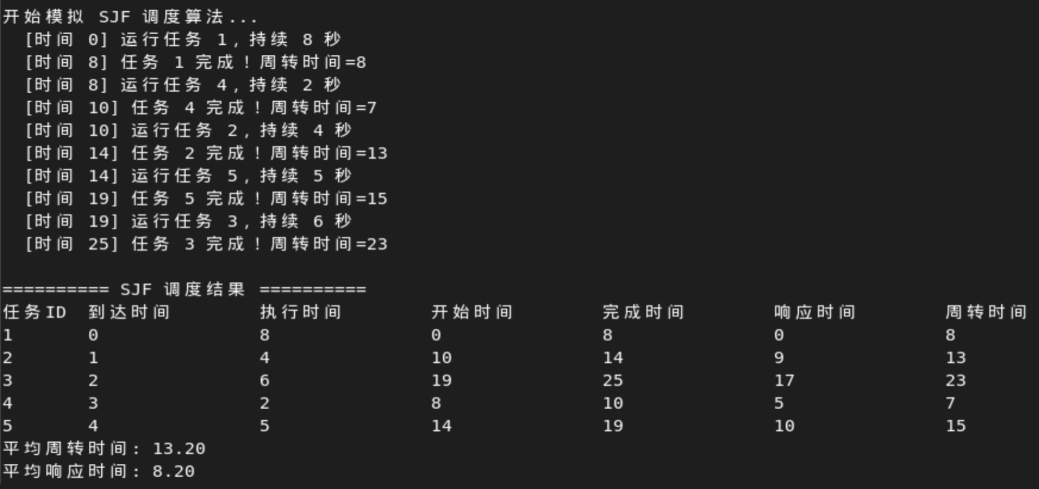 开始模拟 SJF 调度算法...
[时间 0] 运行任务 1, 持续 8 秒
[时间 8] 任务 1 完成！周转时间=8
[时间 8] 运行任务 4, 持续 2 秒
[时间 10] 任务 4 完成！周转时间=7
[时间 10] 运行任务 2, 持续 4 秒
[时间 14] 任务 2 完成！周转时间=13
[时间 14] 运行任务 5, 持续 5 秒
[时间 19] 任务 5 完成！周转时间=15
[时间 19] 运行任务 3, 持续 6 秒
[时间 25] 任务 3 完成！周转时间=23
========== SJF 调度结果 ==========
任务ID 到达时间 执行时间 开始时间 完成时间 响应时间 周转时间
1 0 8 0 8 0 8
2 1 4 10 14 9 13
3 2 6 19 25 17 23
4 3 2 8 10 5 7
5 4 5 14 19 10 15
平均周转时间: 13.20
平均响应时间: 8.20